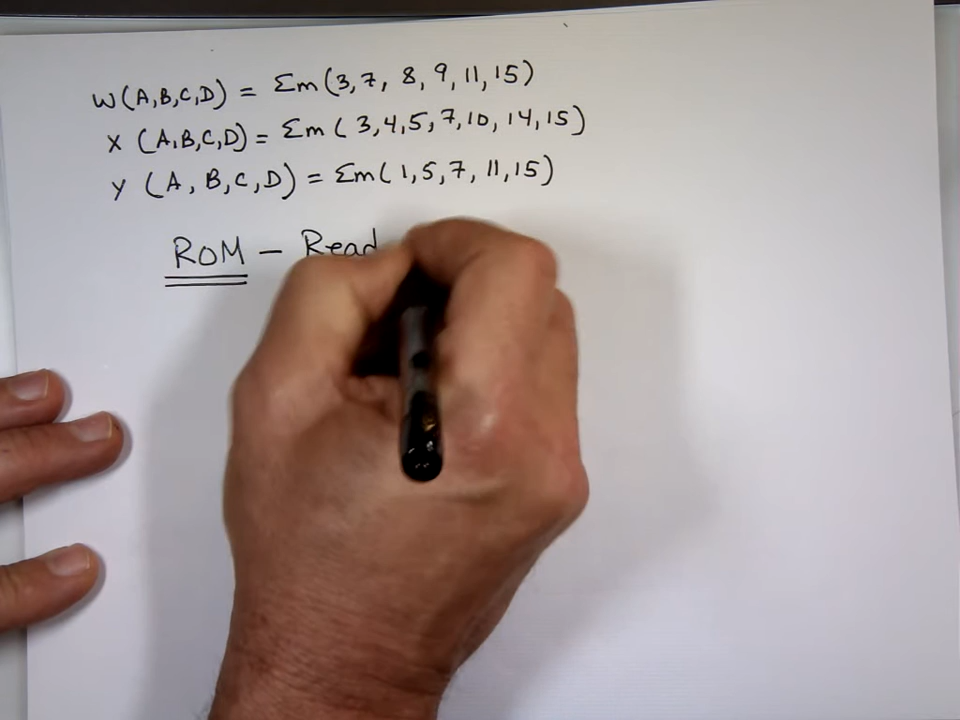 W(A,B,C,D) = Σm(3,7, 8,9,11,15)
X (A,B,C,D) = Σm( 3,4,5,7,10,14,15)
Y (A, B,C,D) = Σm( 1,5,7, 11,15)
ROM — Read